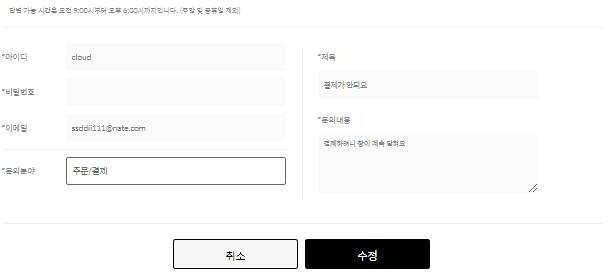 답변 가능 시간은 오전 9:00시부터 오후 6:00시까지입니다. (주말 및 공휴일 제외)
*아이디
cloud
*비밀번호
*이메일
ssddii111@nate.com
*문의분야
주문/결제
*제목
결제가 안되요
*문의내용
결제하려니 창이 계속 닫혀요
취소
수정